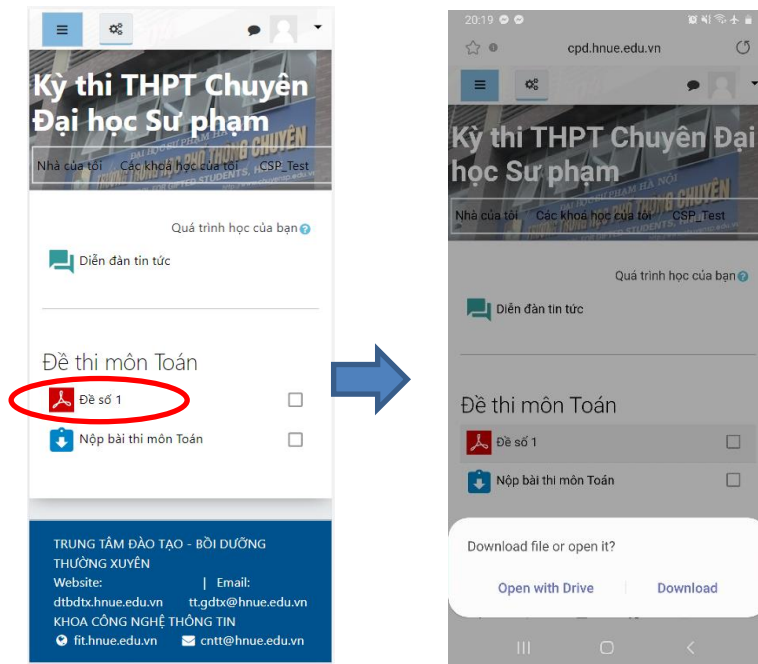 Kỳ thi THPT Chuyên
Đại học Sư phạm
Nhà của tôi Các khoá học của tôi CSP_Test
Quá trình học của bạn
Diễn đàn tin tức
Đề thi môn Toán
Đề số 1
Nộp bài thi môn Toán
TRUNG TÂM ĐÀO TẠO - BỒI DƯỠNG
THƯỜNG XUYÊN
Website: | Email:
dtbdtx.hnue.edu.vn tt.gdtx@hnue.edu.vn
KHOA CÔNG NGHỆ THÔNG TIN
fit.hnue.edu.vn cntt@hnue.edu.vn
20:19
cpd.hnue.edu.vn
Kỳ thi THPT Chuyên Đại
học Sư phạm
Nhà của tôi Các khoá học của tôi CSP_Test
Quá trình học của bạn
Diễn đàn tin tức
Đề thi môn Toán
Đề số 1
Nộp bài thi môn Toán
Download file or open it?
Open with Drive Download